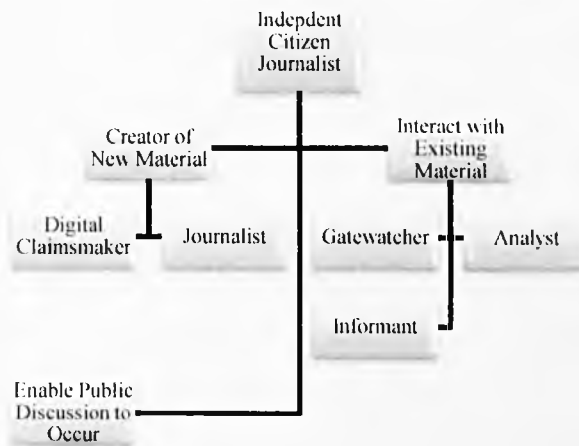 Indepdent
Citizen
Journalist
Creator of
New Material
Interact with
Existing
Material
Digital
Claimsmaker
Journalist
Gatewatcher
Analyst
Informant
Enable Public
Discussion to
Occur